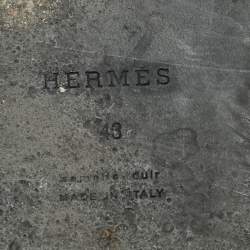 HERMES
43
semelle cuir
MADE IN ITALY